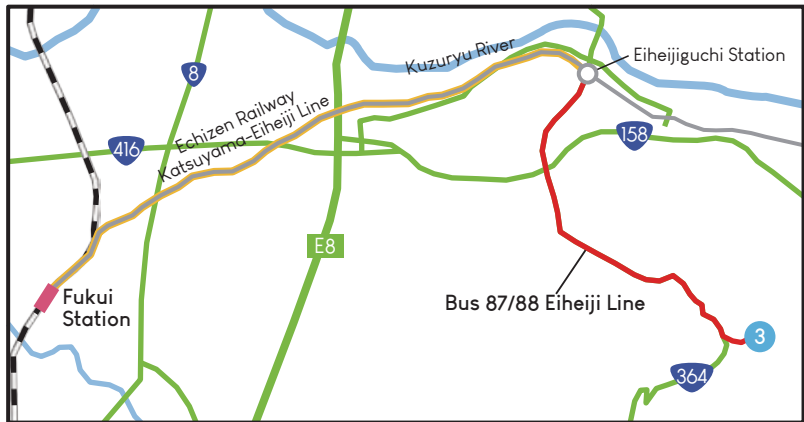 Kuzuryu River
Eiheijiguchi Station
8
Echizen Railway
Katsuyama-Eiheiji Line
416
158
E8
Fukui
Station
Bus 87/88 Eiheiji Line
3
364